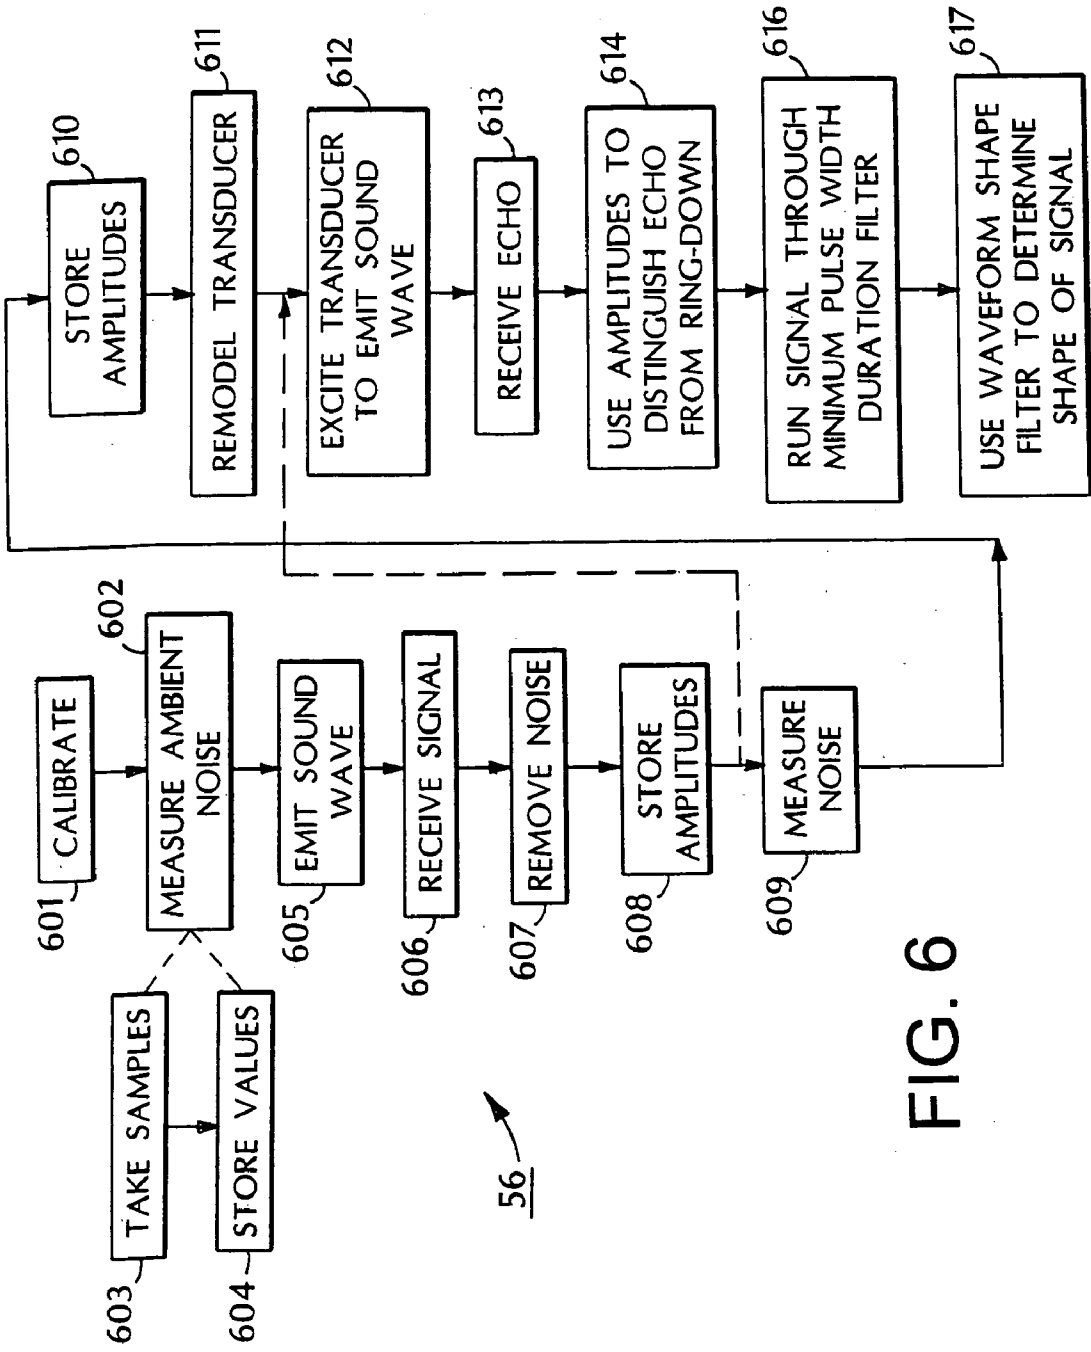 601
CALIBRATE
602
MEASURE AMBIENT
NOISE
603
TAKE SAMPLES
604
STORE VALUES
605
EMIT SOUND
WAVE
606
RECEIVE SIGNAL
607
REMOVE NOISE
608
STORE
AMPLITUDES
609
MEASURE
NOISE
610
STORE
AMPLITUDES
611
REMODEL TRANSDUCER
612
EXCITE TRANSDUCER
TO EMIT SOUND
WAVE
613
RECEIVE ECHO
614
USE AMPLITUDES TO
DISTINGUISH ECHO
FROM RING-DOWN
616
RUN SIGNAL THROUGH
MINIMUM PULSE WIDTH
DURATION FILTER
617
USE WAVEFORM SHAPE
FILTER TO DETERMINE
SHAPE OF SIGNAL
56
FIG. 6